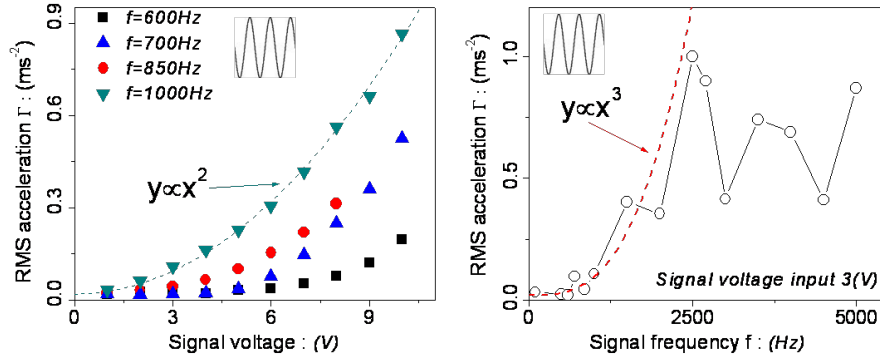 RMS acceleration Γ : (ms⁻²)
0.9
0.6
0.3
0.0
f=600Hz
f=700Hz
f=850Hz
f=1000Hz
y∝x²
0 3 6 9
Signal voltage : (V)
RMS acceleration Γ : (ms⁻²)
1.0
0.5
0.0
y∝x³
Signal voltage input 3(V)
0 2500 5000
Signal frequency f : (Hz)